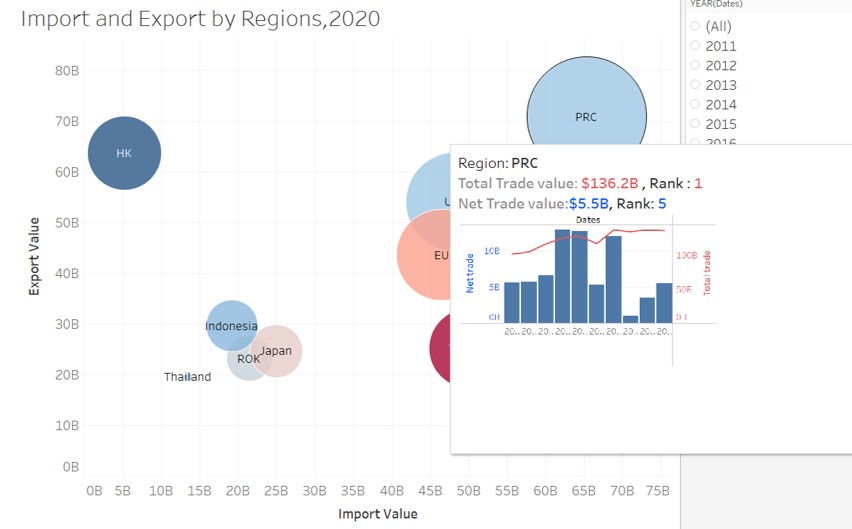 Import and Export by Regions,2020
YEAR(Dates)
(All)
2011
2012
2013
2014
2015
2016
80B
70B
60B
50B
40B
30B
20B
10B
0B
Export Value
HK
PRC
U
EU
Indonesia
Japan
ROK
Thailand
Region: PRC
Total Trade value: $136.2B , Rank : 1
Net Trade value:$5.5B, Rank: 5
Dates
Net trade
10B
5B
0B
100B
50B
Total trade
20.. 20.. 20.. 20.. 20.. 20.. 20.. 20.. 20.. 20..
0B 5B 10B 15B 20B 25B 30B 35B 40B 45B 50B 55B 60B 65B 70B 75B
Import Value